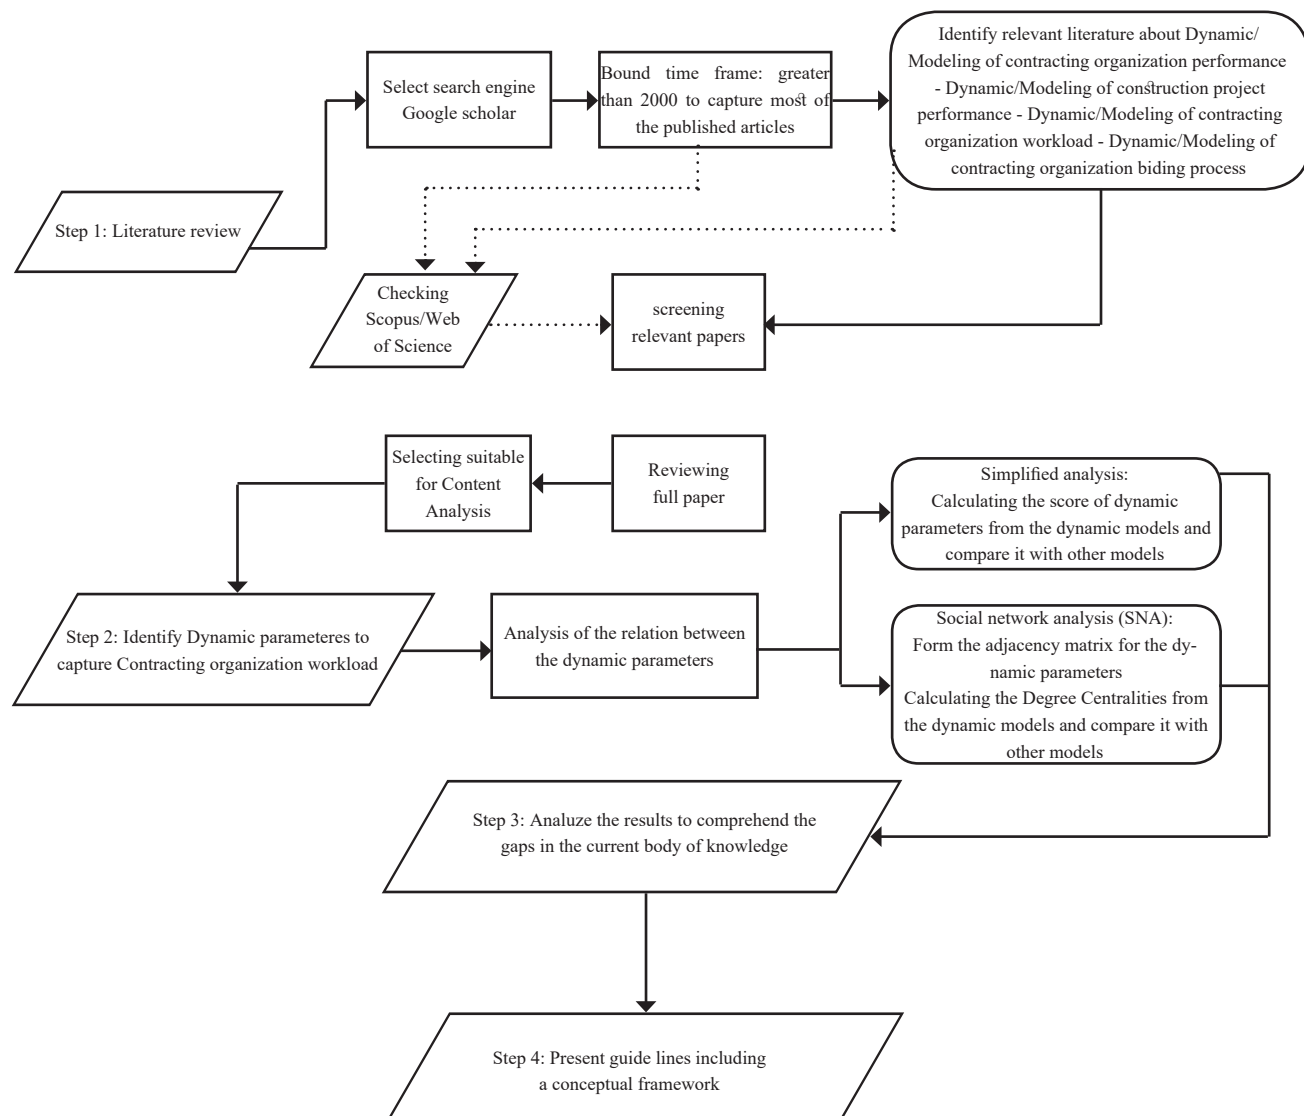 Step 1: Literature review
Select search engine
Google scholar
Bound time frame: greater
than 2000 to capture most of
the published articles
Identify relevant literature about Dynamic/
Modeling of contracting organization performance
- Dynamic/Modeling of construction project
performance - Dynamic/Modeling of contracting
organization workload - Dynamic/Modeling of
contracting organization biding process
Checking
Scopus/Web
of Science
screening
relevant papers
Reviewing
full paper
Selecting suitable
for Content
Analysis
Step 2: Identify Dynamic parameteres to
capture Contracting organization workload
Analysis of the relation between
the dynamic parameters
Simplified analysis:
Calculating the score of dynamic
parameters from the dynamic models and
compare it with other models
Social network analysis (SNA):
Form the adjacency matrix for the dy-
namic parameters
Calculating the Degree Centralities from
the dynamic models and compare it with
other models
Step 3: Analuze the results to comprehend the
gaps in the current body of knowledge
Step 4: Present guide lines including
a conceptual framework